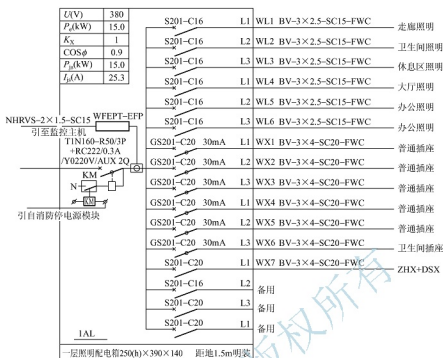 U(V) 380
Pe(kW) 15.0
KX 1
COSφ 0.9
Pjs(kW) 15.0
Ijs(A) 25.3
S201-C16 L1 WL1 BV-3×2.5-SC15-FWC 走廊照明
S201-C16 L2 WL2 BV-3×2.5-SC15-FWC 卫生间照明
S201-C16 L3 WL3 BV-3×2.5-SC15-FWC 休息区照明
S201-C16 L1 WL4 BV-3×2.5-SC15-FWC 大厅照明
S201-C16 L2 WL5 BV-3×2.5-SC15-FWC 办公照明
S201-C16 L3 WL6 BV-3×2.5-SC15-FWC 办公照明
NHRVS-2×1.5-SC15 WFEPT-EFP
引至监控主机
T1N160-R50/3P
+RC222/0.3A
/Y0220V/AUX 2Q
KM
N
KM
引自消防停电源模块
GS201-C20 30mA L1 WX1 BV-3×4-SC20-FWC 普通插座
GS201-C20 30mA L2 WX2 BV-3×4-SC20-FWC 普通插座
GS201-C20 30mA L3 WX3 BV-3×4-SC20-FWC 普通插座
GS201-C20 30mA L1 WX4 BV-3×4-SC20-FWC 普通插座
GS201-C20 30mA L2 WX5 BV-3×4-SC20-FWC 普通插座
GS201-C20 30mA L3 WX6 BV-3×4-SC20-FWC 卫生间插座
S201-C20 L1 WX7 BV-3×4-SC20-FWC ZHX+DSX
S201-C16 L2 备用
S201-C20 L3 备用
S201-C20 L1 备用
1AL
一层照明配电箱250(h)×390×140 距地1.5m明装
版权所有